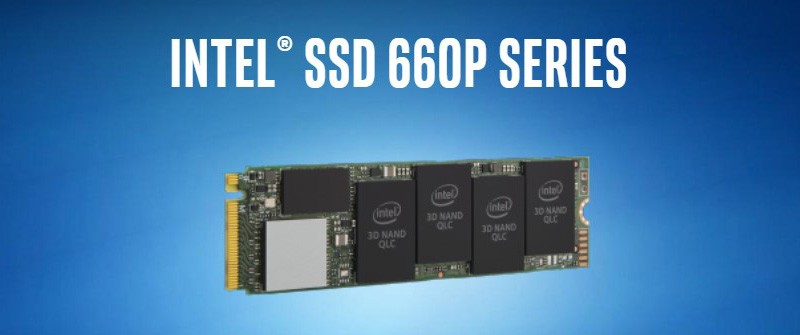 INTEL® SSD 660P SERIES
intel
3D NAND
QLC
intel
3D NAND
QLC
intel
3D NAND
QLC
intel
3D NAND
QLC